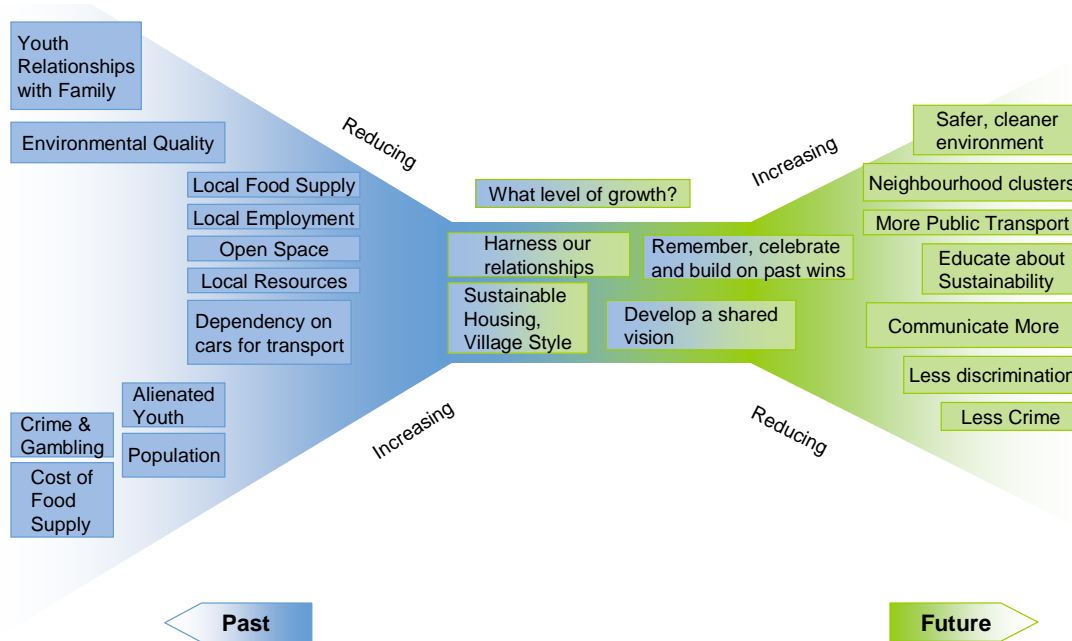 Youth
Relationships
with Family
Environmental Quality
Reducing
Local Food Supply
Local Employment
Open Space
Local Resources
Dependency on
cars for transport
Alienated
Youth
Crime &
Gambling
Population
Cost of
Food
Supply
Increasing
What level of growth?
Harness our
relationships
Remember, celebrate
and build on past wins
Sustainable
Housing,
Village Style
Develop a shared
vision
Increasing
Safer, cleaner
environment
Neighbourhood clusters
More Public Transport
Educate about
Sustainability
Communicate More
Less discrimination
Less Crime
Reducing
Past
Future